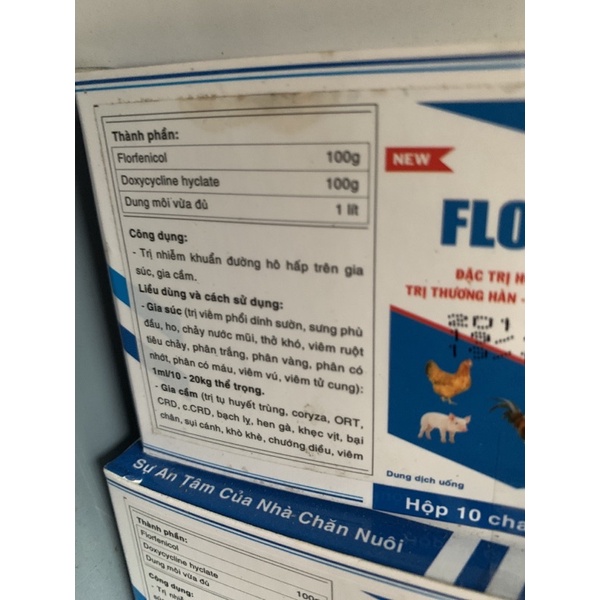 Thành phần:
Florfenicol 100g
Doxycycline hyclate 100g
Dung môi vừa đủ 1 lít
Công dụng:
- Trị nhiễm khuẩn đường hô hấp trên gia
súc, gia cầm.
Liều dùng và cách sử dụng:
- Gia súc (trị viêm phổi dính sườn, sưng phù
đầu, ho, chảy nước mũi, thở khó, viêm ruột
tiêu chảy, phân trắng, phân vàng, phân có
nhớt, phân có máu, viêm vú, viêm tử cung):
1ml/10 - 20kg thể trọng.
- Gia cầm (trị tụ huyết trùng, coryza, ORT,
CRD, c.CRD, bạch lỵ, hen gà, khẹc vịt, bại
chân, sụi cánh, khò khè, chướng diều, viêm
NEW
FLO
ĐẶC TRỊ H
TRỊ THƯƠNG HÀN -
Dung dịch uống
Hộp 10 cha
Sự An Tâm Của Nhà Chăn Nuôi
Thành phần:
Florfenicol
Doxycycline hyclate 100g
Dung môi vừa đủ
Công dụng:
- Trị nhiễ